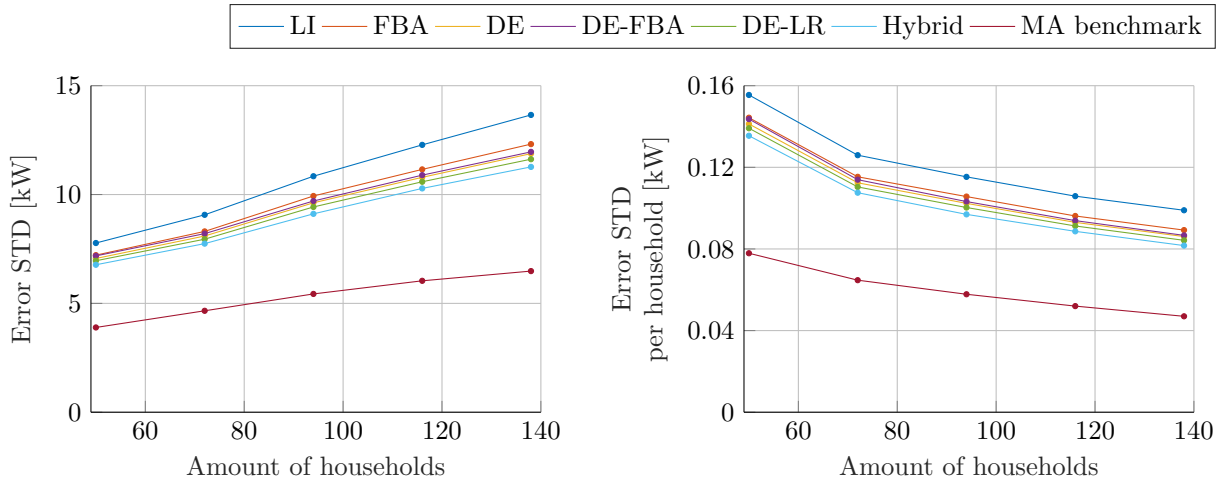 LI FBA DE DE-FBA DE-LR Hybrid MA benchmark
15
10
5
0
60 80 100 120 140
Error STD [kW]
Amount of households
0.16
0.12
0.08
0.04
0
60 80 100 120 140
Error STD
per household [kW]
Amount of households